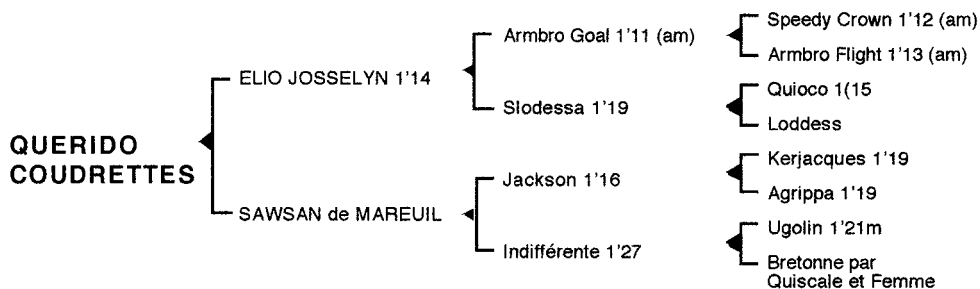 Speedy Crown 1'12 (am)
Armbro Goal 1'11 (am)
Armbro Flight 1'13 (am)
ELIO JOSSELYN 1'14
Quioco 1(15
Slodessa 1'19
Loddess
QUERIDO
COUDRETTES
Kerjacques 1'19
Jackson 1'16
Agrippa 1'19
SAWSAN de MAREUIL
Ugolin 1'21m
Indifférente 1'27
Bretonne par
Quiscale et Femme